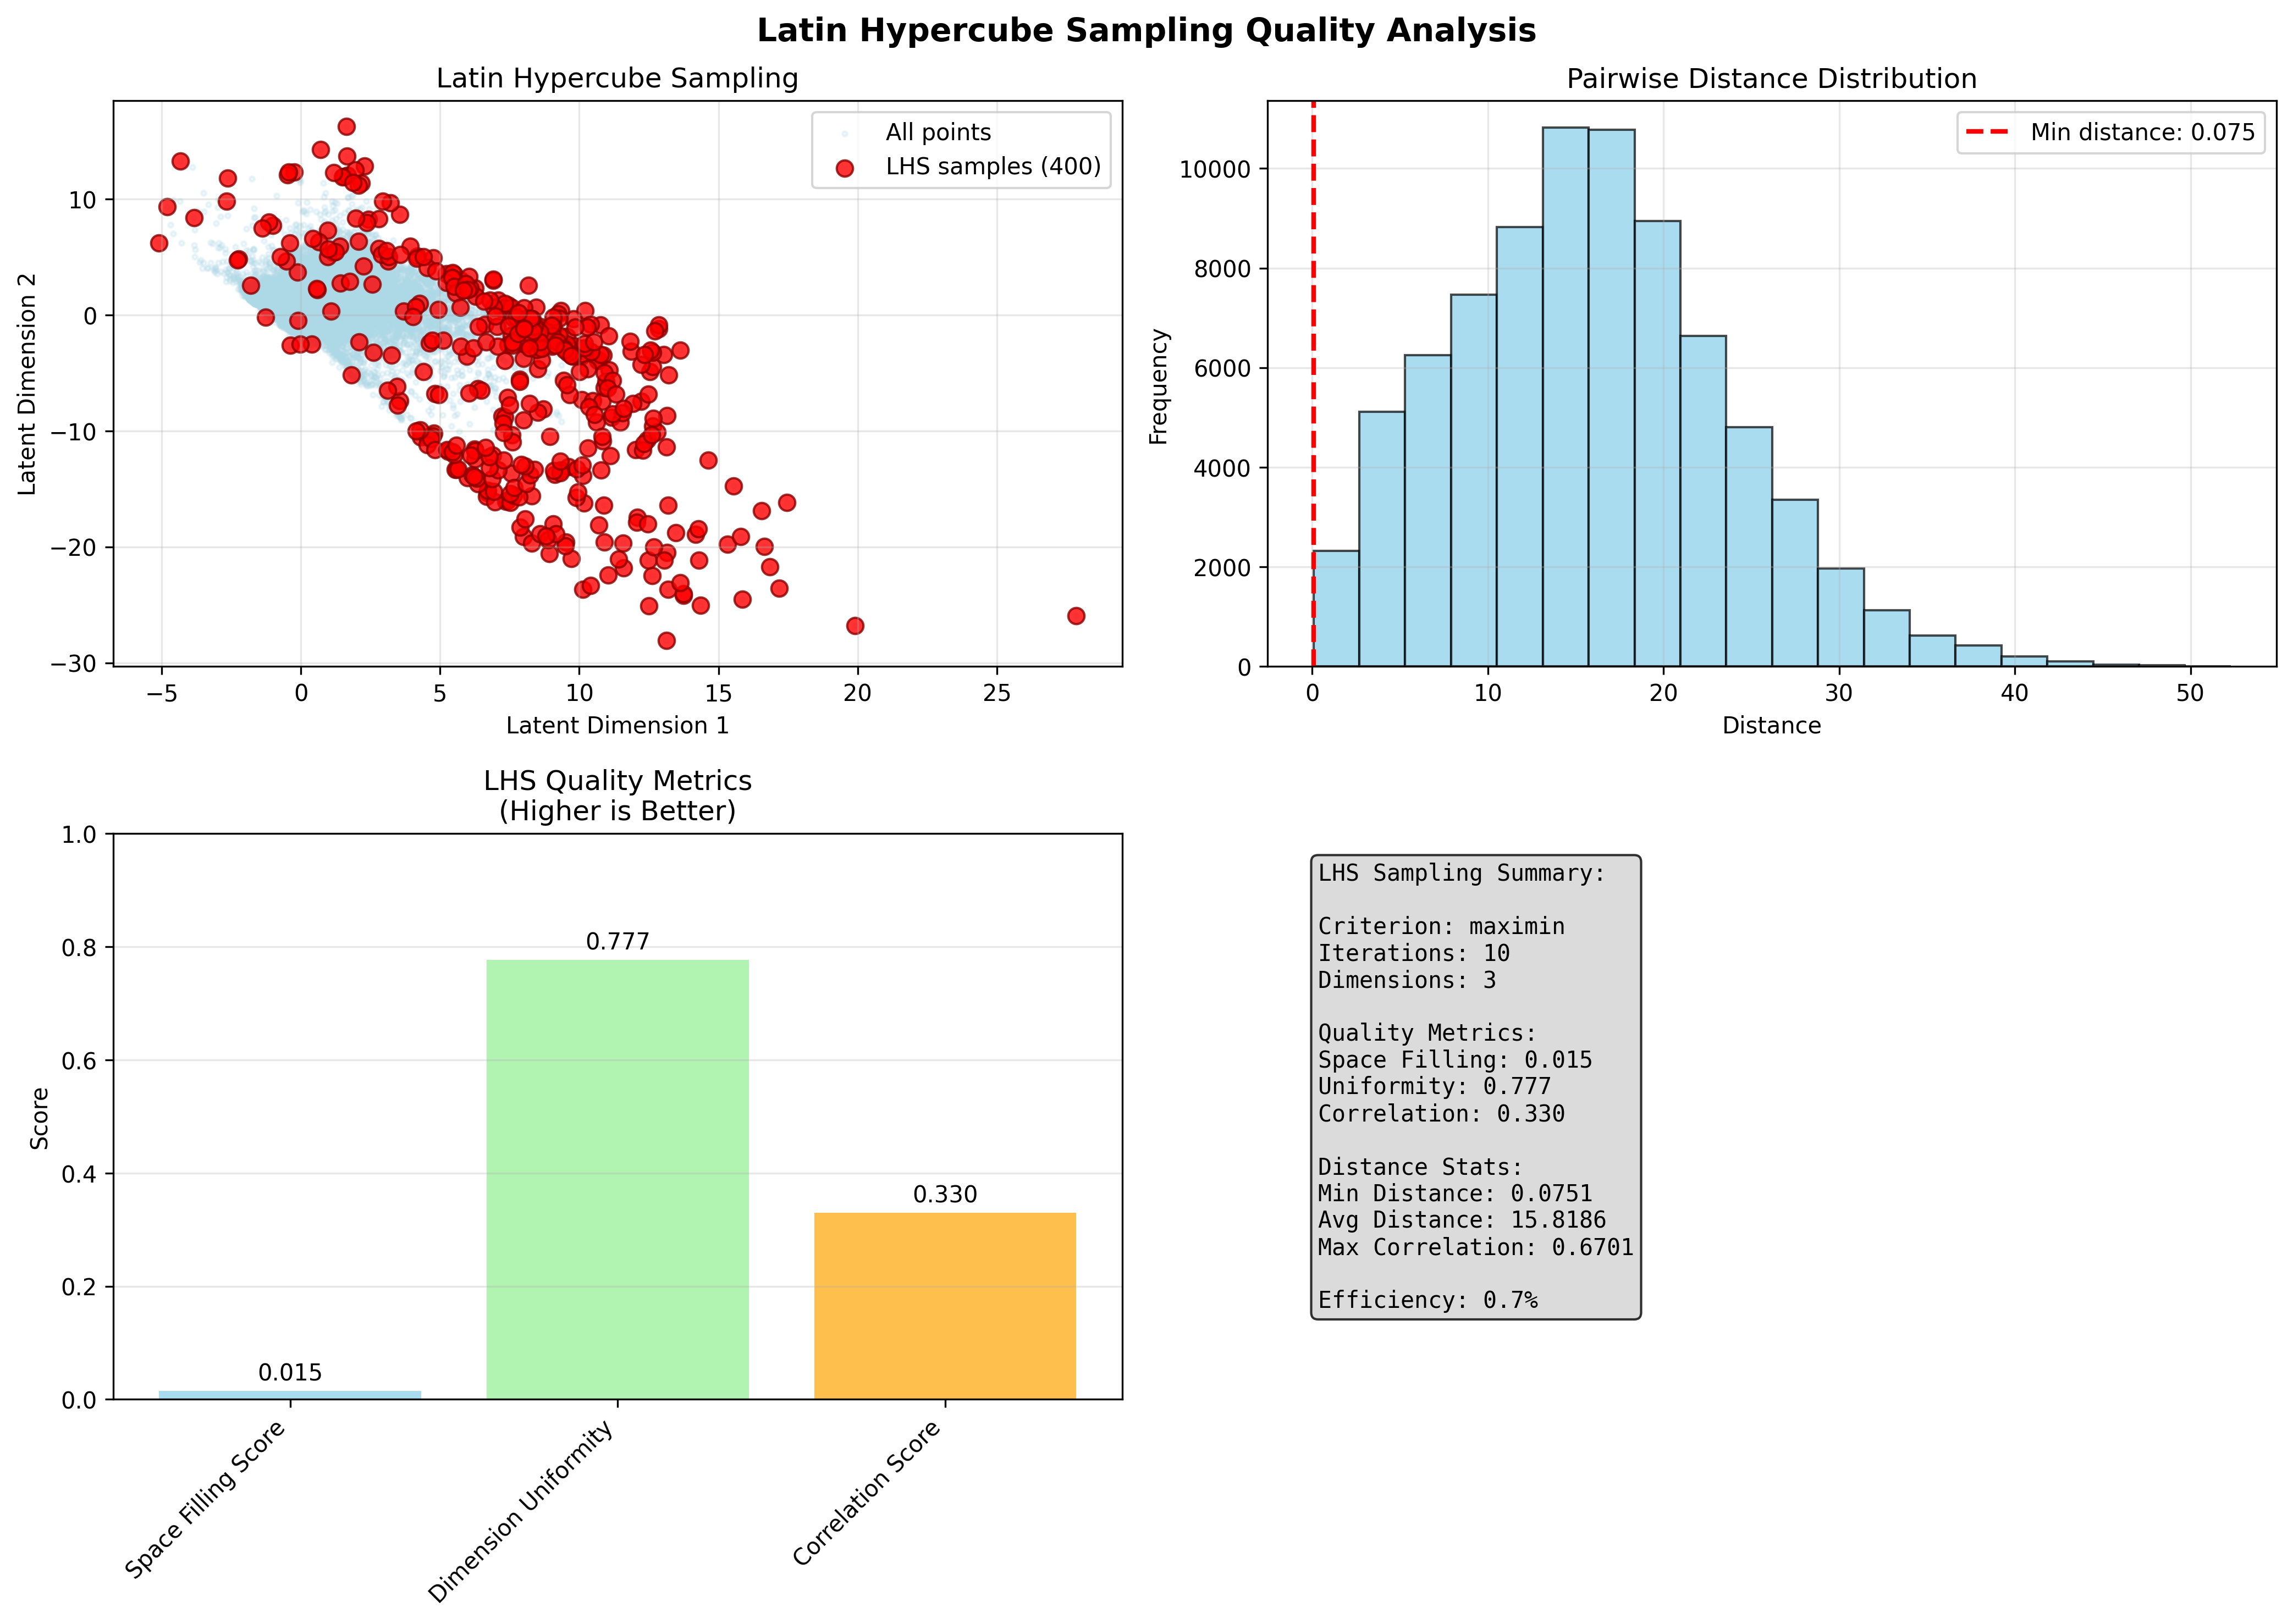 Latin Hypercube Sampling Quality Analysis
Latin Hypercube Sampling
All points
LHS samples (400)
10
0
−10
−20
−30
Latent Dimension 2
−5
0
5
10
15
20
25
Latent Dimension 1
Pairwise Distance Distribution
Min distance: 0.075
10000
8000
6000
4000
2000
0
Frequency
0
10
20
30
40
50
Distance
LHS Quality Metrics
(Higher is Better)
1.0
0.8
0.6
0.4
0.2
0.0
Score
0.015
0.777
0.330
Space Filling Score
Dimension Uniformity
Correlation Score
LHS Sampling Summary:
Criterion: maximin
Iterations: 10
Dimensions: 3
Quality Metrics:
Space Filling: 0.015
Uniformity: 0.777
Correlation: 0.330
Distance Stats:
Min Distance: 0.0751
Avg Distance: 15.8186
Max Correlation: 0.6701
Efficiency: 0.7%